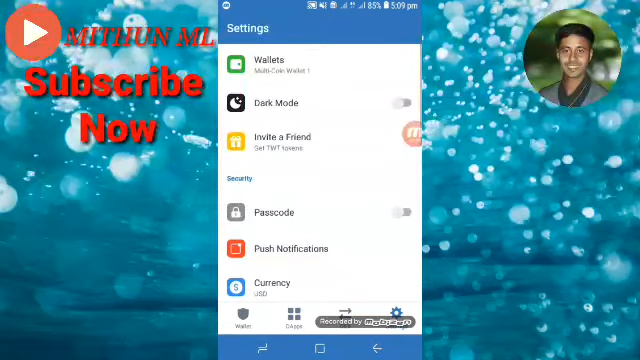 85% 5:09 pm
MITHUN ML
Subscribe
Now
Settings
Wallets
Multi-Coin Wallet 1
Dark Mode
Invite a Friend
Get TWT tokens
Security
Passcode
Push Notifications
Currency
USD
Wallet
DApps
Recorded by